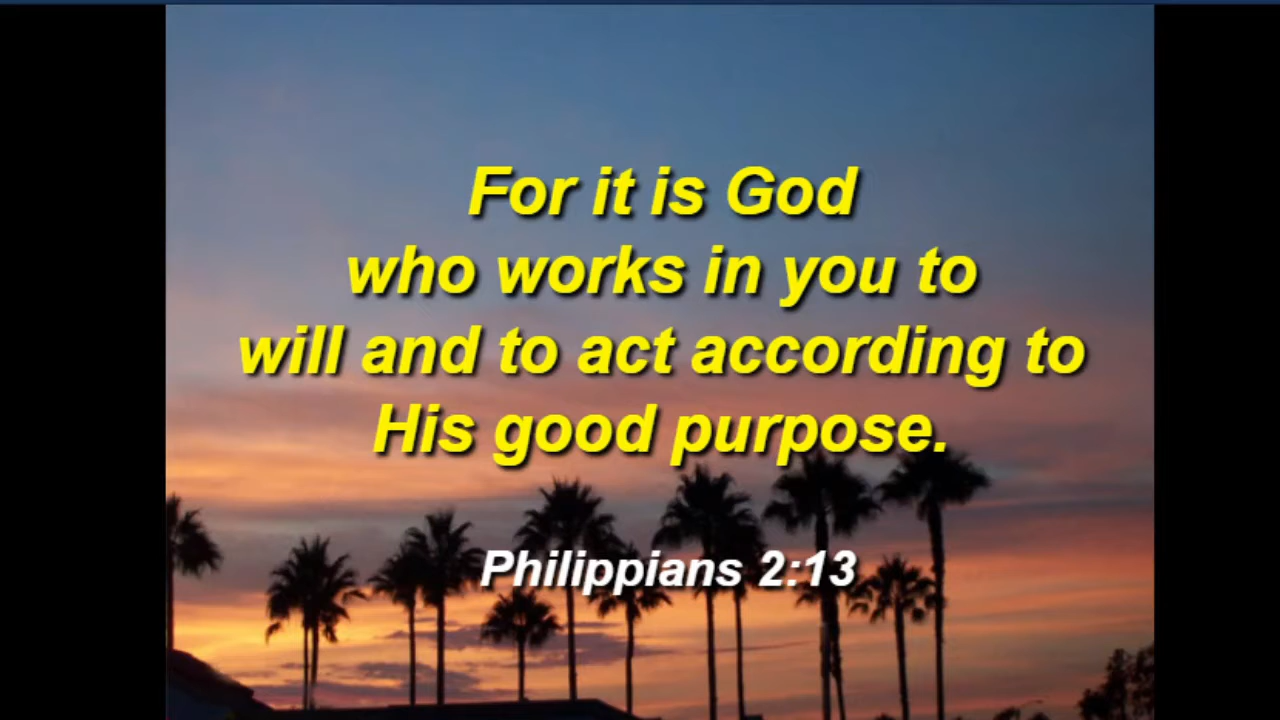 For it is God
who works in you to
will and to act according to
His good purpose.
Philippians 2:13